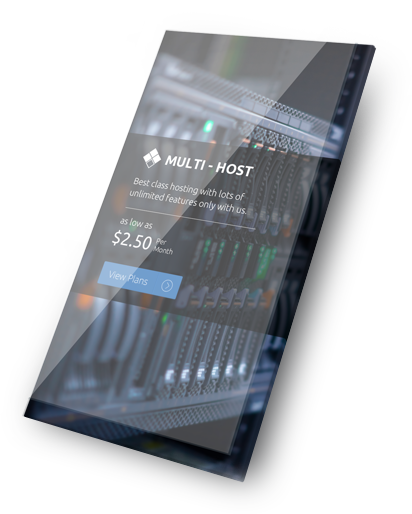 MULTI - HOST
Best class hosting with lots of
unlimited features only with us.
as low as
$2.50 Per
Month
View Plans